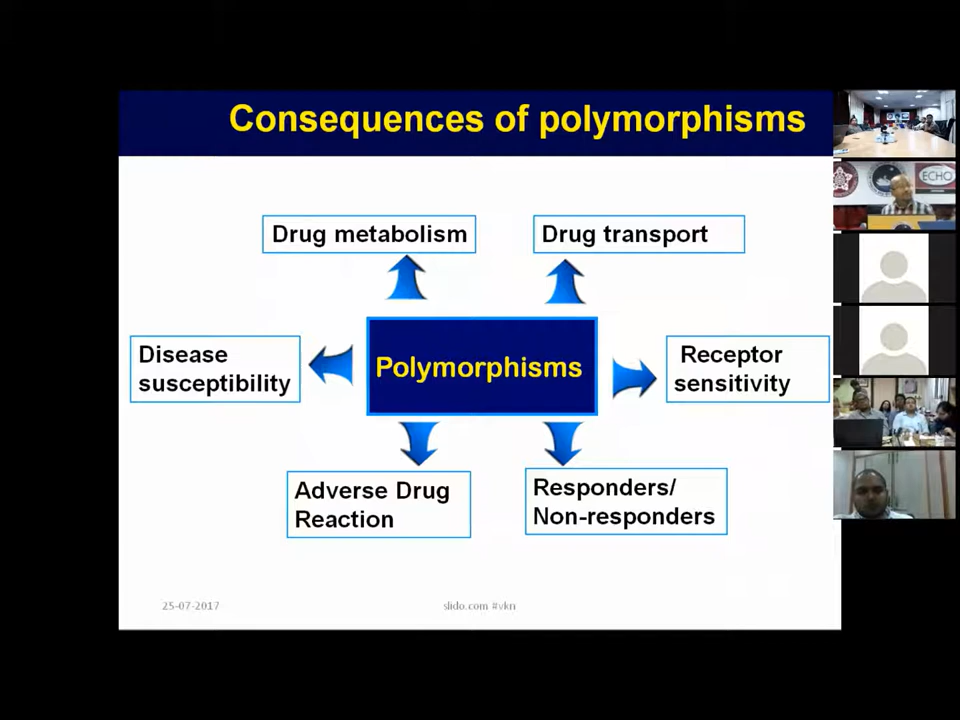 Consequences of polymorphisms
Drug metabolism
Drug transport
Disease
susceptibility
Polymorphisms
Receptor
sensitivity
Adverse Drug
Reaction
Responders/
Non-responders
25-07-2017
slido.com #vkn
ECHO